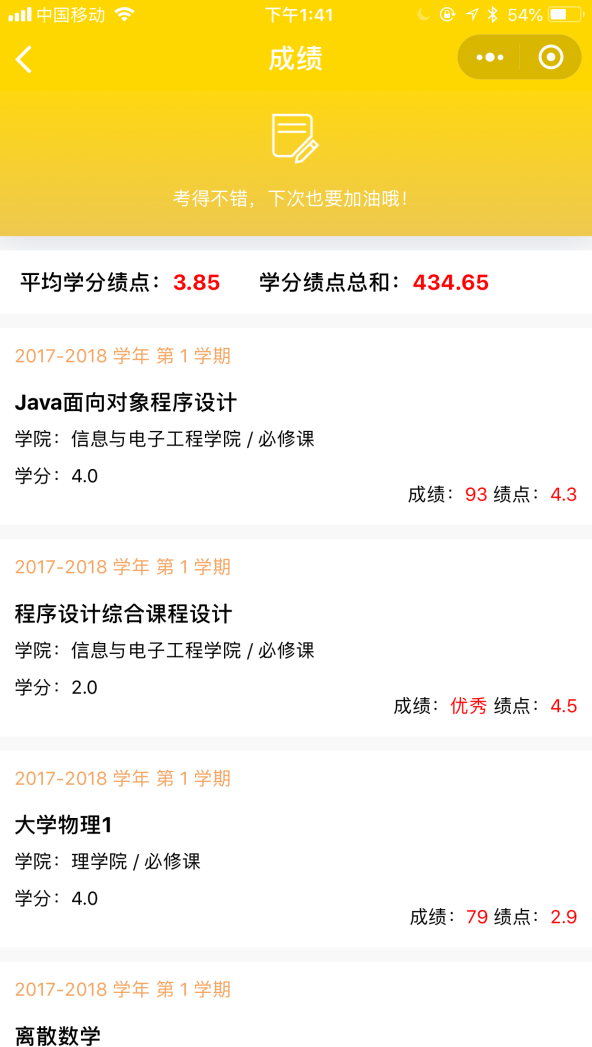 中国移动 下午1:41 54%
成绩
考得不错，下次也要加油哦！
平均学分绩点：3.85 学分绩点总和：434.65
2017-2018 学年 第 1 学期
Java面向对象程序设计
学院：信息与电子工程学院 / 必修课
学分：4.0
成绩：93 绩点：4.3
2017-2018 学年 第 1 学期
程序设计综合课程设计
学院：信息与电子工程学院 / 必修课
学分：2.0
成绩：优秀 绩点：4.5
2017-2018 学年 第 1 学期
大学物理1
学院：理学院 / 必修课
学分：4.0
成绩：79 绩点：2.9
2017-2018 学年 第 1 学期
离散数学